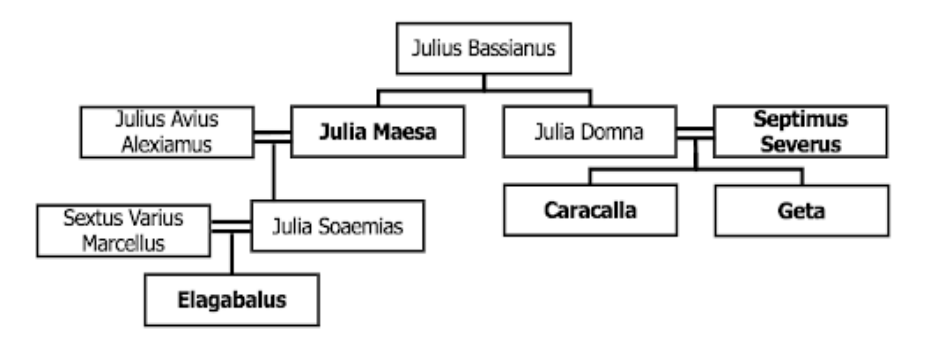 Julius Bassianus
Julius Avius
Alexiamus
Julia Maesa
Julia Domna
Septimus
Severus
Caracalla
Geta
Sextus Varius
Marcellus
Julia Soaemias
Elagabalus